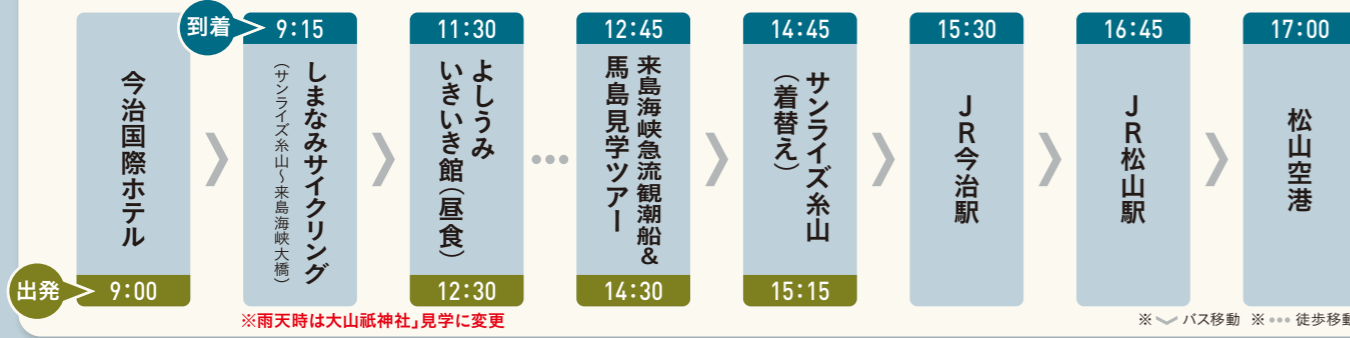 到着
出発
今治国際ホテル
9:00
9:15
しまなみサイクリング
（サンライズ糸山～来島海峡大橋）
11:30
よしうみ
いきいき館（昼食）
12:30
12:45
来島海峡急流観潮船&
馬島見学ツアー
14:30
14:45
サンライズ糸山
（着替え）
15:15
15:30
JR今治駅
16:45
JR松山駅
17:00
松山空港
※雨天時は大山祇神社」見学に変更
※ バス移動 ※ 徒歩移動